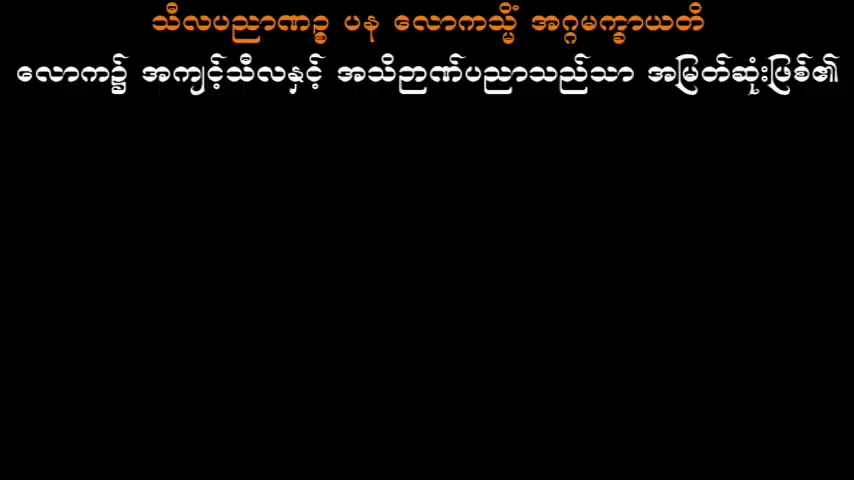 သီလပညာဏဉ္စ ပန လောကသ္မိံ အဂ္ဂမက္ခာယတိ
လောက၌ အကျင့်သီလနှင့် အသိဉာဏ်ပညာသည်သာ အမြတ်ဆုံးဖြစ်၏